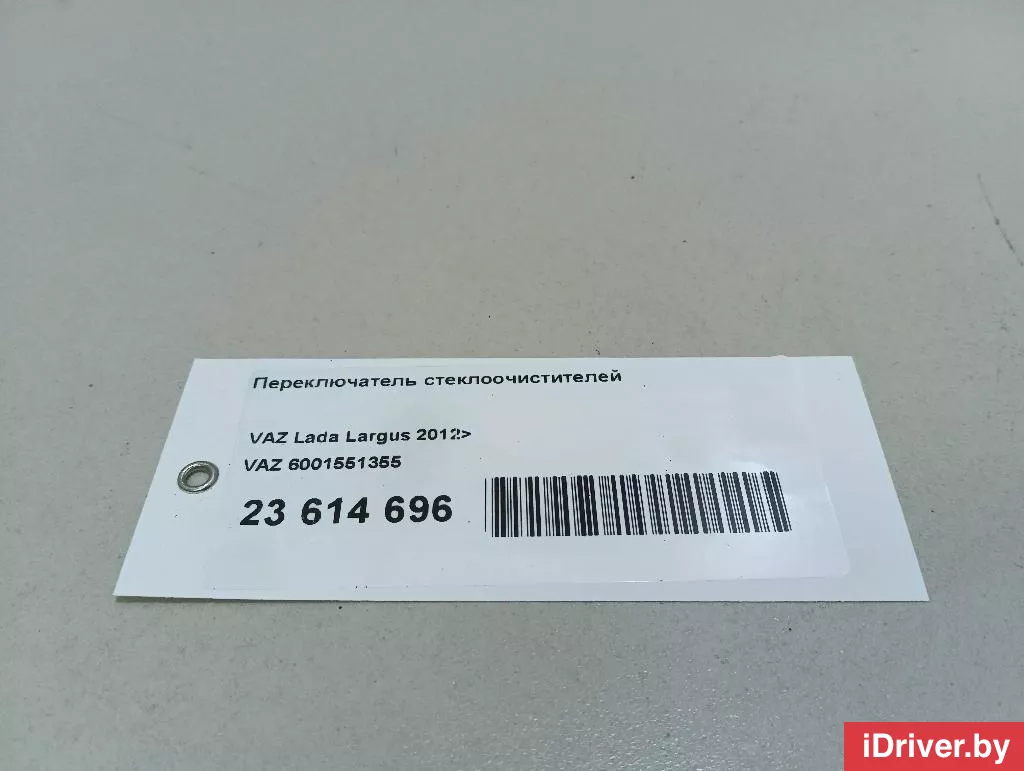 Переключатель стеклоочистителей
VAZ Lada Largus 2012>
VAZ 6001551355
23 614 696
iDriver.by